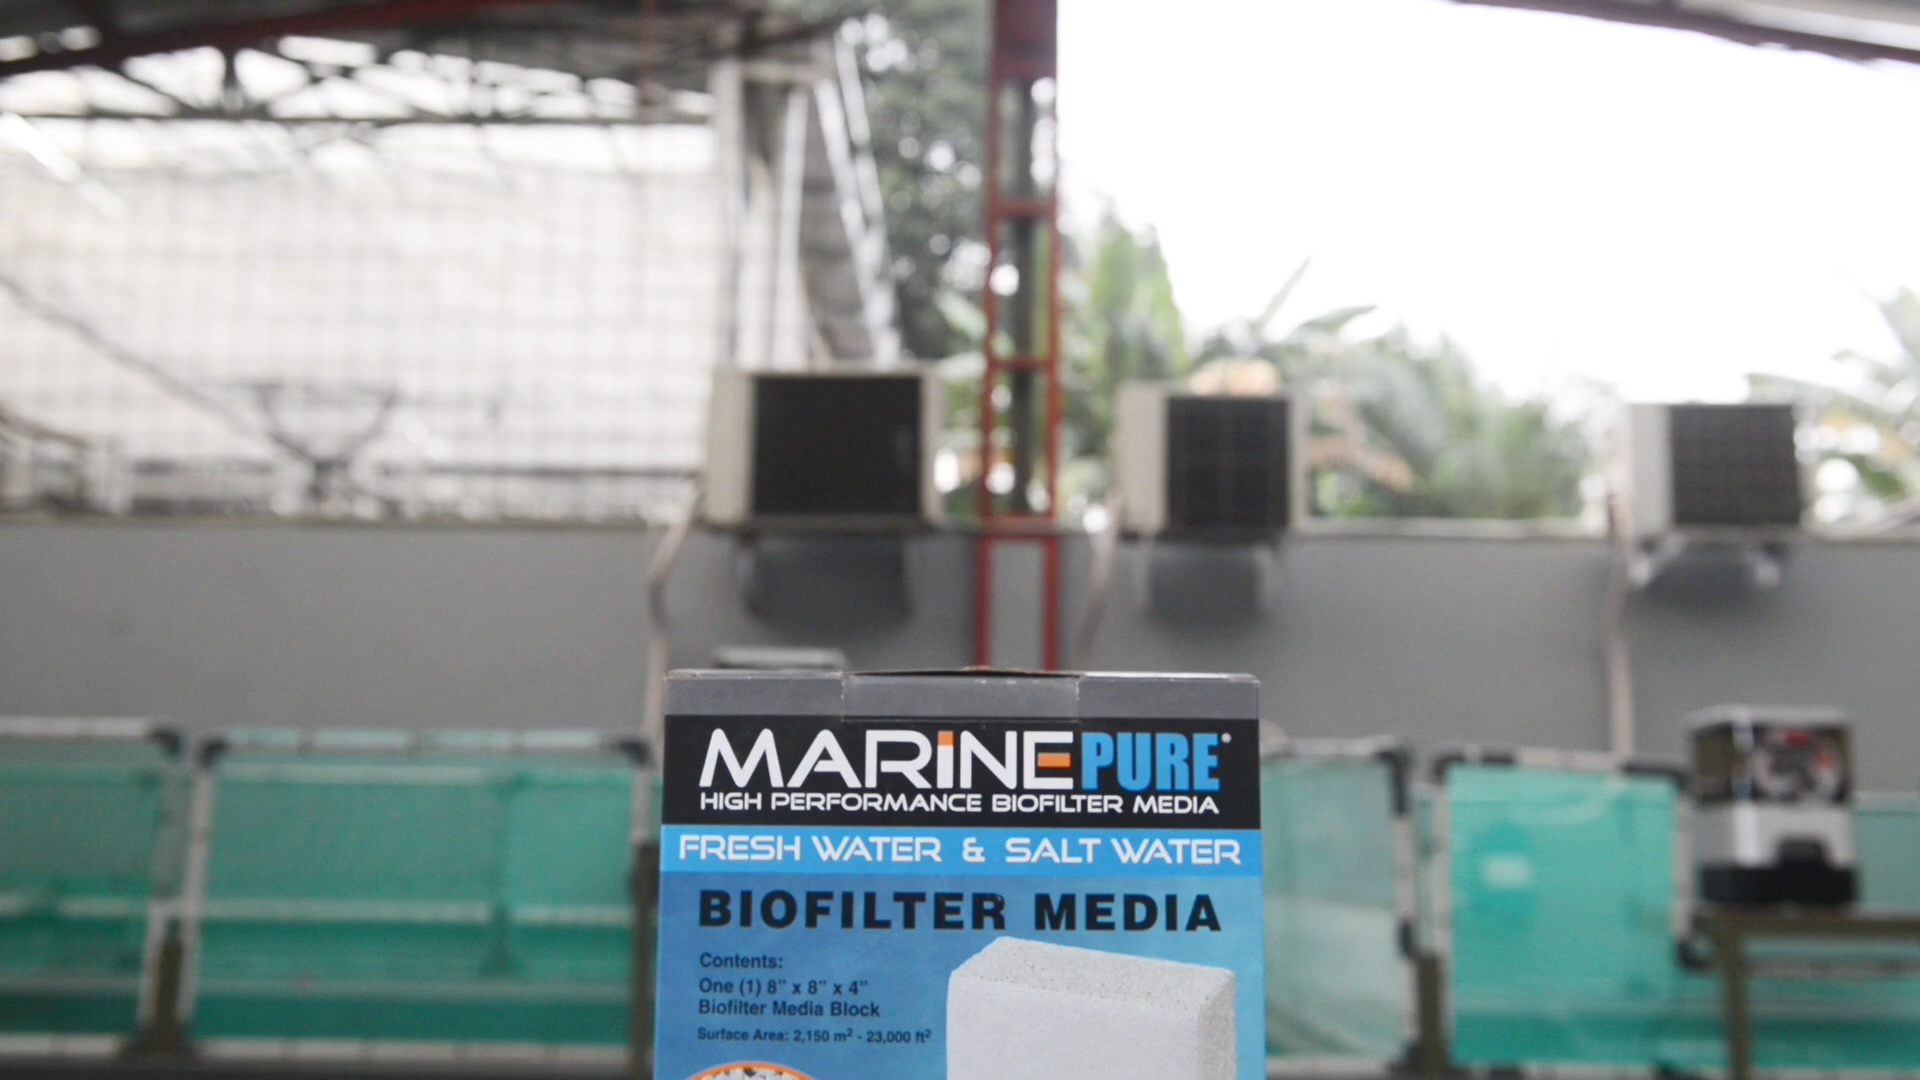 MARINEPURE®
HIGH PERFORMANCE BIOFILTER MEDIA
FRESH WATER & SALT WATER
BIOFILTER MEDIA
Contents:
One (1) 8" x 8" x 4"
Biofilter Media Block
Surface Area: 2,150 m² - 23,000 ft²